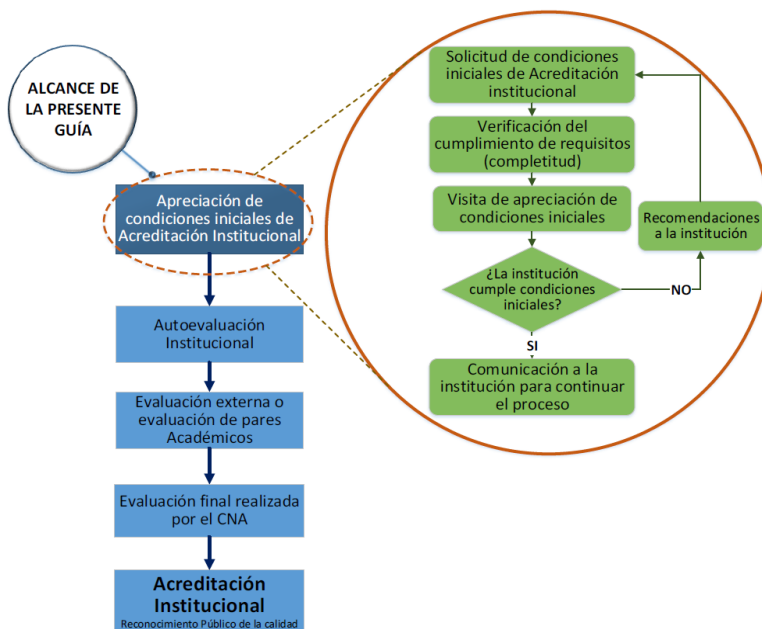 ALCANCE DE
LA PRESENTE
GUÍA
Apreciación de
condiciones iniciales de
Acreditación Institucional
Autoevaluación
Institucional
Evaluación externa o
evaluación de pares
Académicos
Evaluación final realizada
por el CNA
Acreditación
Institucional
Reconocimiento Público de la calidad
Solicitud de condiciones
iniciales de Acreditación
institucional
Verificación del
cumplimiento de requisitos
(completitud)
Visita de apreciación de
condiciones iniciales
¿La institución
cumple condiciones
iniciales?
NO
Recomendaciones
a la institución
SI
Comunicación a la
institución para continuar
el proceso